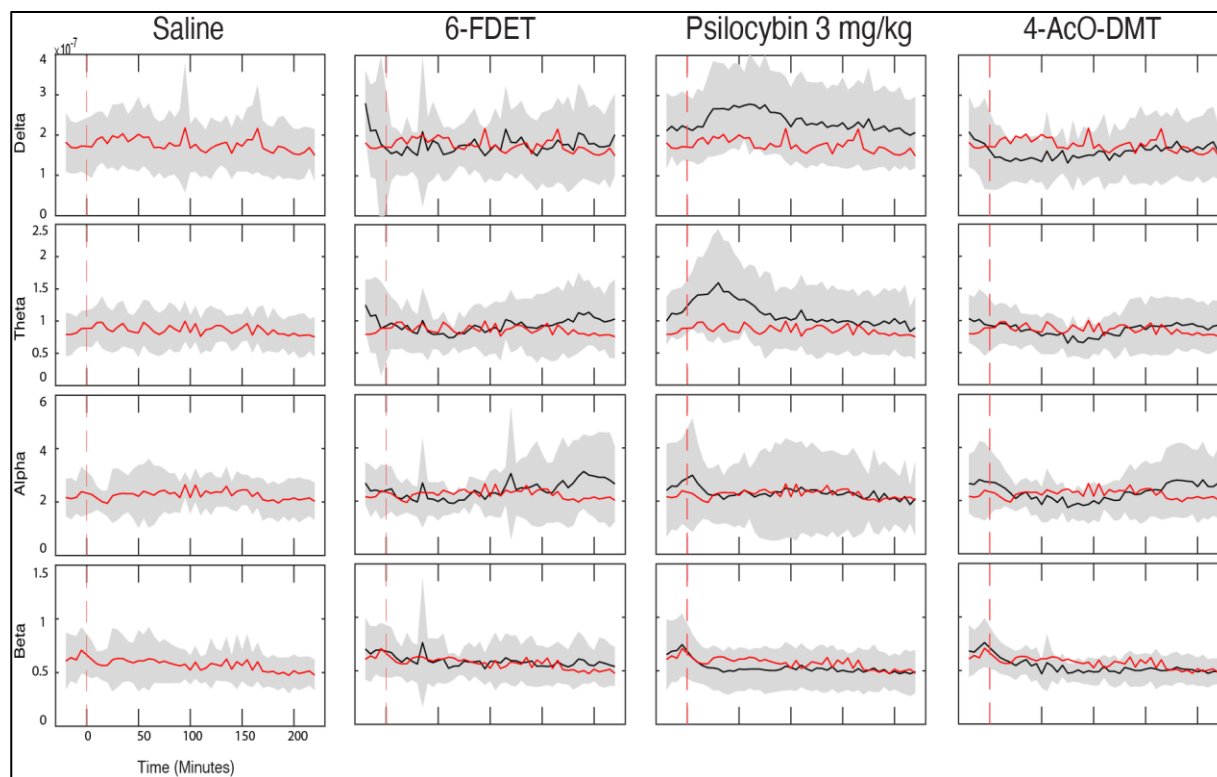 Saline 6-FDET Psilocybin 3 mg/kg 4-AcO-DMT
x10-7
4
3
Delta
2
1
0
2.5
2
1.5
Theta
1
0.5
0
6
4
Alpha
2
0
1.5
1
Beta
0.5
0
0 50 100 150 200
Time (Minutes)